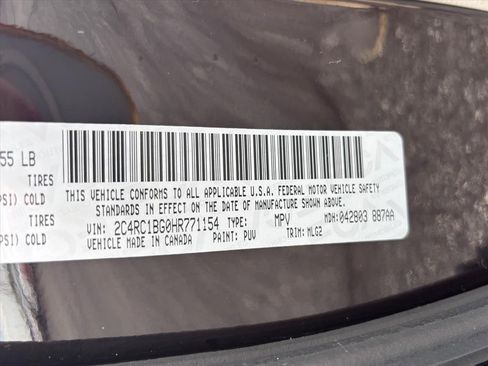 55 LB
TIRES
PSI) COLD
TIRES
PSI) COLD
THIS VEHICLE CONFORMS TO ALL APPLICABLE U.S.A. FEDERAL MOTOR VEHICLE SAFETY
STANDARDS IN EFFECT ON THE DATE OF MANUFACTURE SHOWN ABOVE.
VIN: 2C4RC1BG0HR771154 TYPE: MPV MDH: 042803 887AA
VEHICLE MADE IN CANADA PAINT: PUV TRIM: MLG2